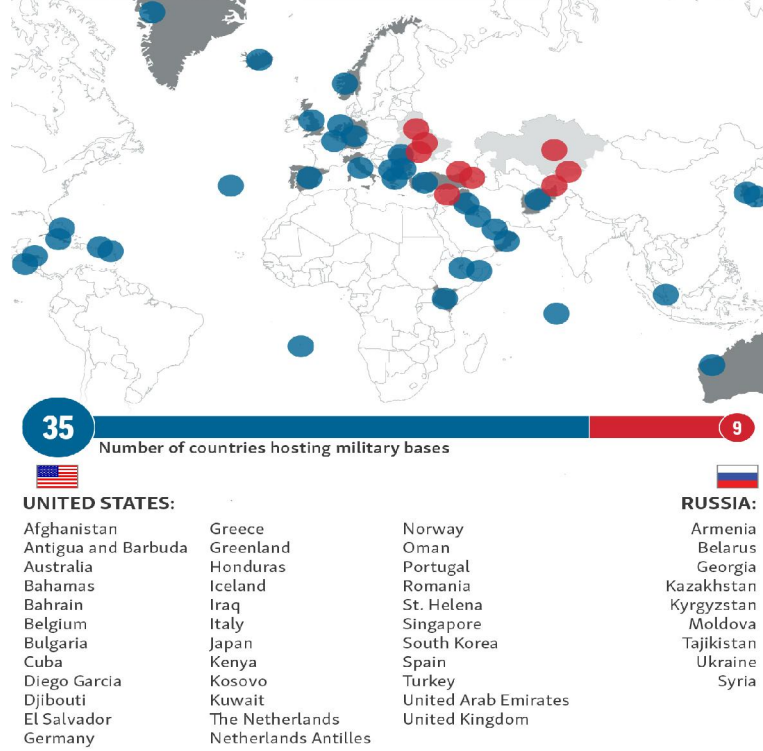 35
9
Number of countries hosting military bases
UNITED STATES:
Afghanistan
Antigua and Barbuda
Australia
Bahamas
Bahrain
Belgium
Bulgaria
Cuba
Diego Garcia
Djibouti
El Salvador
Germany
Greece
Greenland
Honduras
Iceland
Iraq
Italy
Japan
Kenya
Kosovo
Kuwait
The Netherlands
Netherlands Antilles
Norway
Oman
Portugal
Romania
St. Helena
Singapore
South Korea
Spain
Turkey
United Arab Emirates
United Kingdom
RUSSIA:
Armenia
Belarus
Georgia
Kazakhstan
Kyrgyzstan
Moldova
Tajikistan
Ukraine
Syria